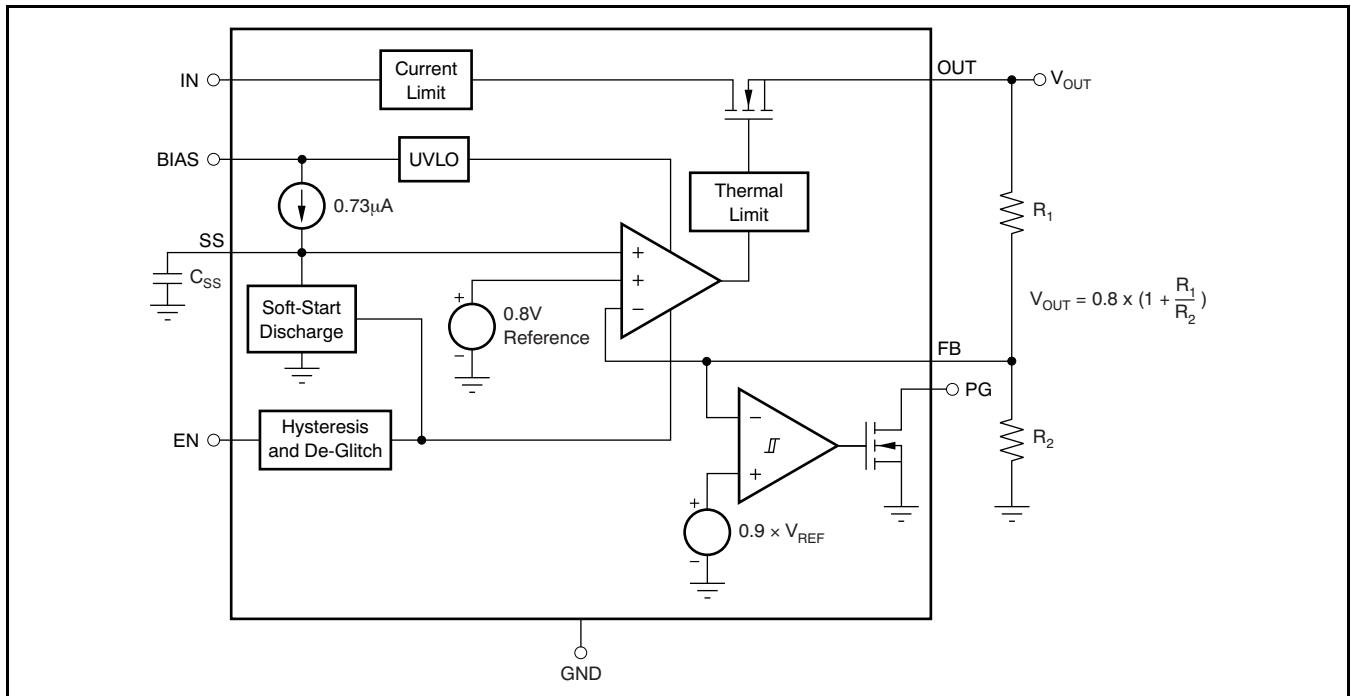 IN
Current
Limit
OUT
V_OUT
BIAS
UVLO
0.73μA
Thermal
Limit
R_1
SS
C_SS
+
+
−
Soft-Start
Discharge
+
−
0.8V
Reference
V_OUT = 0.8 x (1 + R_1/R_2)
FB
PG
EN
Hysteresis
and De-Glitch
−
+
R_2
+
−
0.9 × V_REF
GND